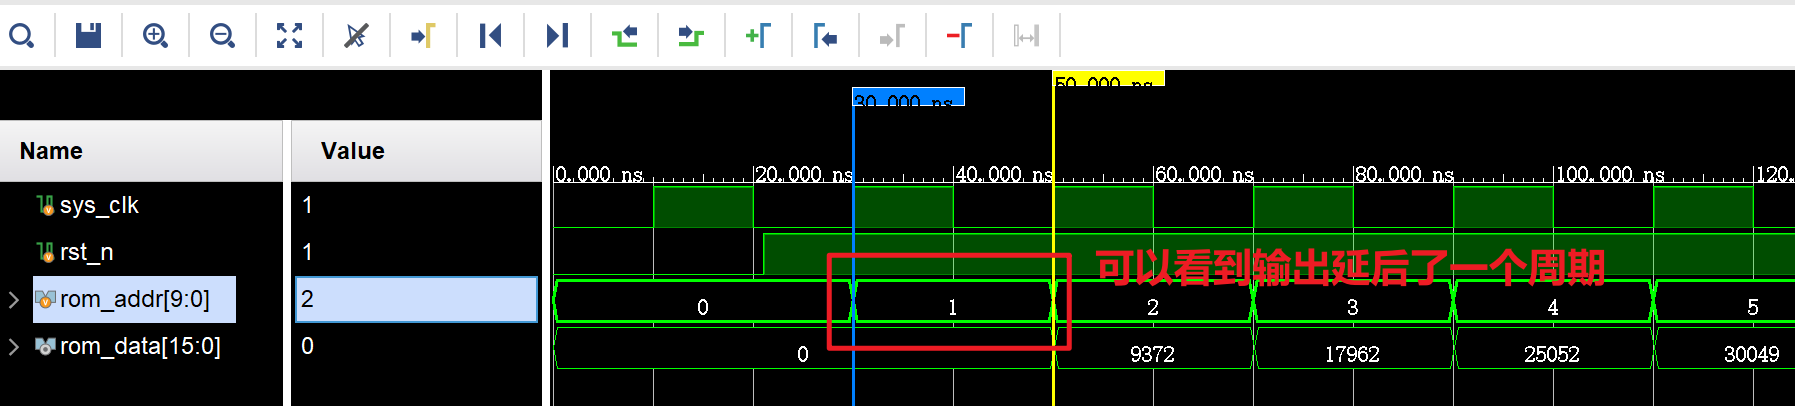 50.000 ns
30.000 ns
Name
Value
0.000 ns
20.000 ns
40.000 ns
60.000 ns
80.000 ns
100.000 ns
120.
sys_clk
1
rst_n
1
可以看到输出延后了一个周期
rom_addr[9:0]
2
0
1
2
3
4
5
rom_data[15:0]
0
0
9372
17962
25052
30049